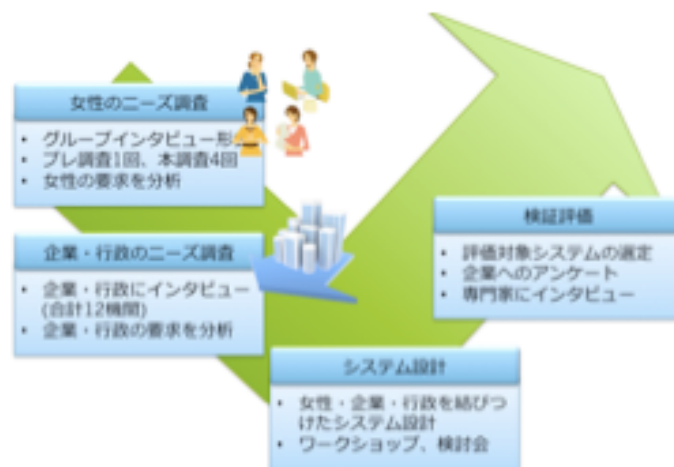 女性のニーズ調査
• グループインタビュー形
• プレ調査1回、本調査4回
• 女性の要求を分析
企業・行政のニーズ調査
• 企業・行政にインタビュー
(合計12機関)
• 企業・行政の要求を分析
システム設計
• 女性・企業・行政を結びつ
けたシステム設計
• ワークショップ、検討会
検証評価
• 評価対象システムの選定
• 企業へのアンケート
• 専門家にインタビュー